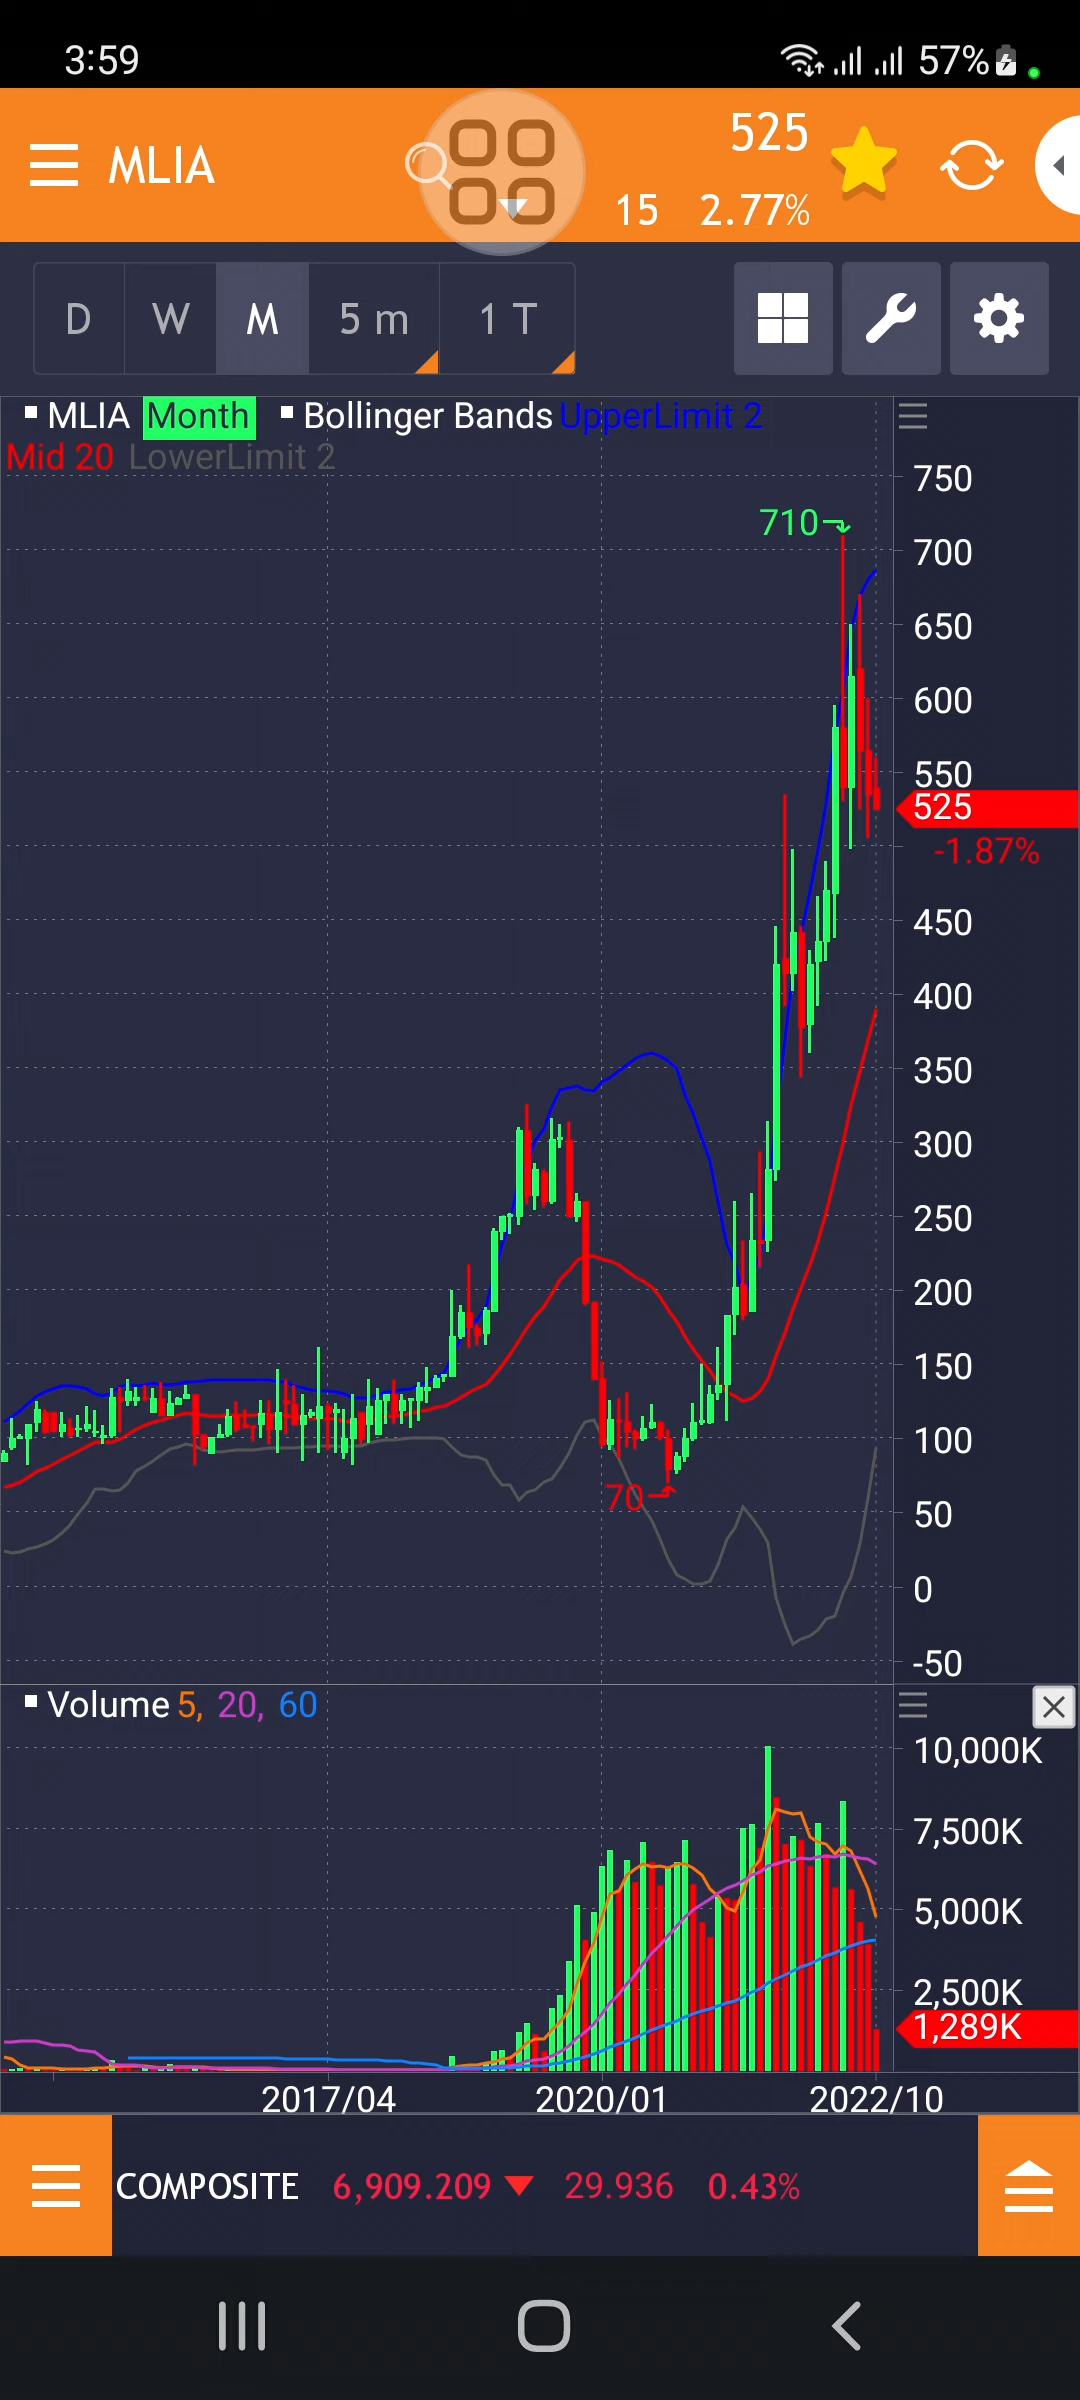 3:59
57%
MLIA
525
15 2.77%
D W M 5 m 1 T
MLIA Month Bollinger Bands UpperLimit 2
Mid 20 LowerLimit 2
750
710
700
650
600
550
525
-1.87%
450
400
350
300
250
200
150
100
70
50
0
-50
Volume 5, 20, 60
10,000K
7,500K
5,000K
2,500K
1,289K
2017/04 2020/01 2022/10
COMPOSITE 6,909.209 29.936 0.43%